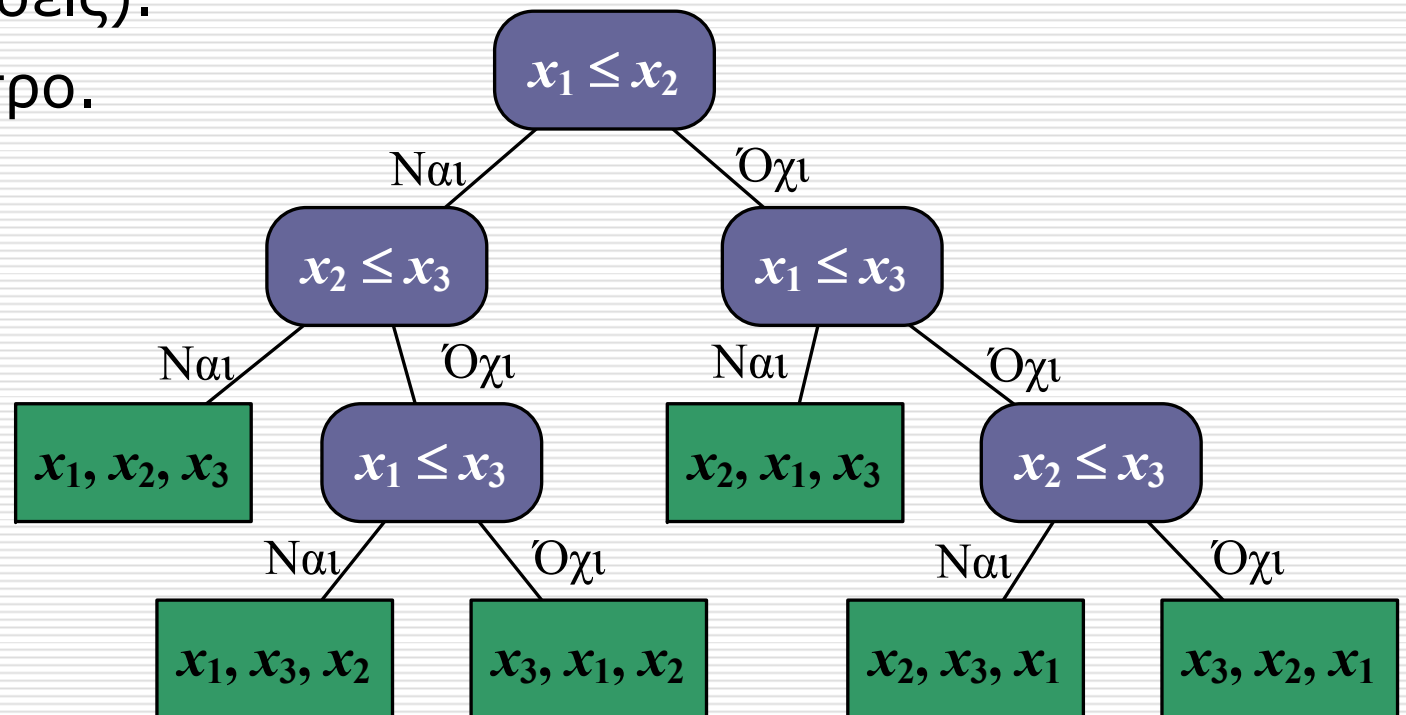 σεις).
x₁ ≤ x₂
τρο.
Ναι Όχι
x₂ ≤ x₃ x₁ ≤ x₃
Ναι Όχι Ναι Όχι
x₁, x₂, x₃ x₁ ≤ x₃ x₂, x₁, x₃ x₂ ≤ x₃
Ναι Όχι Ναι Όχι
x₁, x₃, x₂ x₃, x₁, x₂ x₂, x₃, x₁ x₃, x₂, x₁